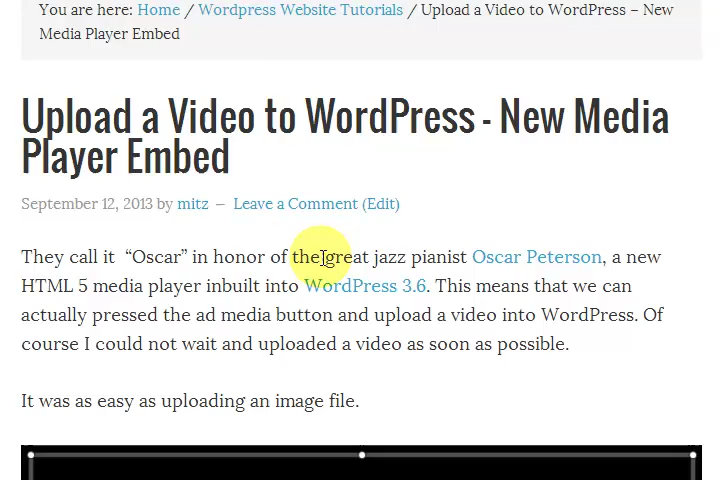 You are here: Home / Wordpress Website Tutorials / Upload a Video to WordPress – New
Media Player Embed
Upload a Video to WordPress - New Media
Player Embed
September 12, 2013 by mitz — Leave a Comment (Edit)
They call it “Oscar” in honor of the great jazz pianist Oscar Peterson, a new
HTML 5 media player inbuilt into WordPress 3.6. This means that we can
actually pressed the ad media button and upload a video into WordPress. Of
course I could not wait and uploaded a video as soon as possible.
It was as easy as uploading an image file.